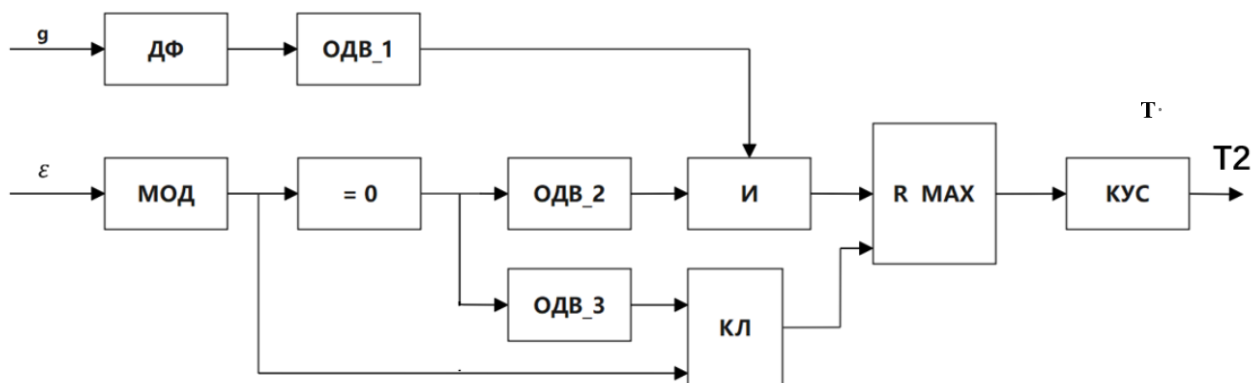 g
ДФ
ОДВ_1
T·
ε
МОД
= 0
ОДВ_2
И
R MAX
КУС
T2
ОДВ_3
КЛ